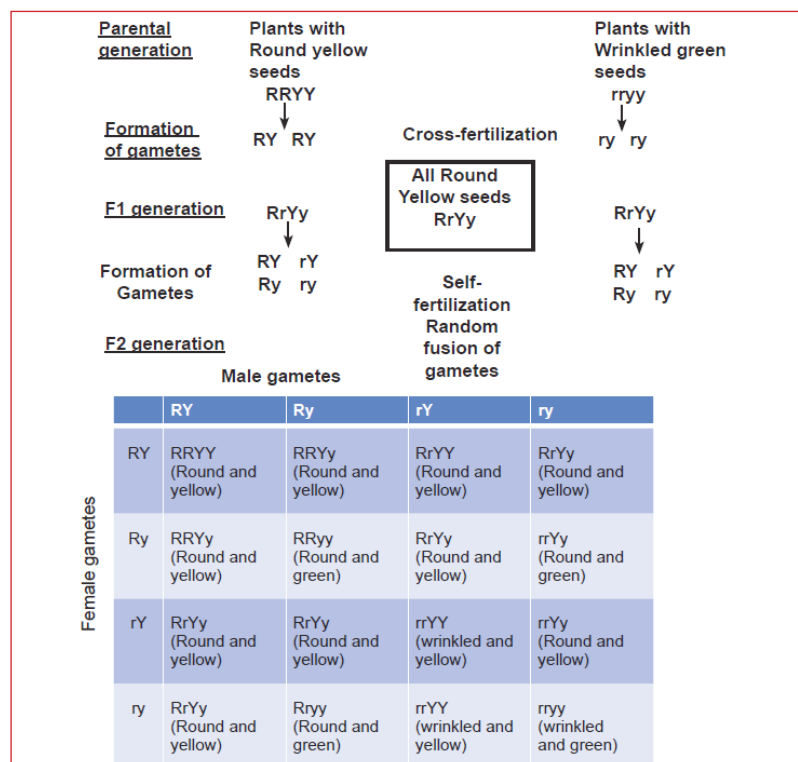 Parental
generation
Plants with
Round yellow
seeds
RRYY
Plants with
Wrinkled green
seeds
rryy
Formation
of gametes
RY RY
Cross-fertilization
ry ry
F1 generation
RrYy
All Round
Yellow seeds
RrYy
RrYy
Formation of
Gametes
RY rY
Ry ry
Self-
fertilization
Random
fusion of
gametes
RY rY
Ry ry
F2 generation
Male gametes
Female gametes
RY Ry rY ry
RY
RRYY
(Round and
yellow)
RRYy
(Round and
yellow)
RrYY
(Round and
yellow)
RrYy
(Round and
yellow)
Ry
RRYy
(Round and
yellow)
RRyy
(Round and
green)
RrYy
(Round and
yellow)
rrYy
(Round and
green)
rY
RrYy
(Round and
yellow)
RrYy
(Round and
yellow)
rrYY
(wrinkled and
yellow)
rrYy
(Round and
yellow)
ry
RrYy
(Round and
yellow)
Rryy
(Round and
green)
rrYY
(wrinkled and
yellow)
rryy
(wrinkled
and green)